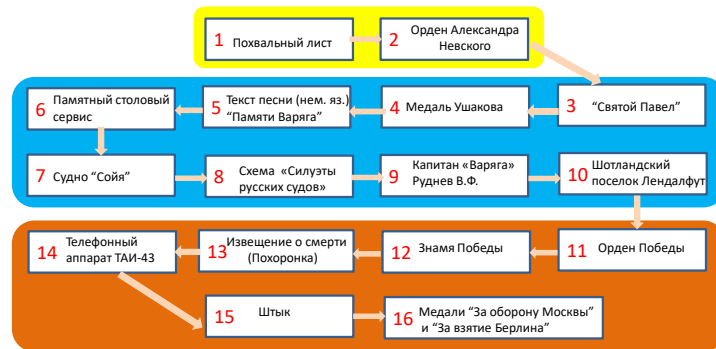 1 Похвальный лист
2 Орден Александра
Невского
3 “Святой Павел”
4 Медаль Ушакова
5 Текст песни (нем. яз.)
“Памяти Варяга”
6 Памятный столовый
сервис
7 Судно “Сойя”
8 Схема «Силуэты
русских судов»
9 Капитан «Варяга»
Руднев В.Ф.
10 Шотландский
поселок Лендалфут
11 Орден Победы
12 Знамя Победы
13 Извещение о смерти
(Похоронка)
14 Телефонный
аппарат ТАИ-43
15 Штык
16 Медали “За оборону Москвы”
и “За взятие Берлина”